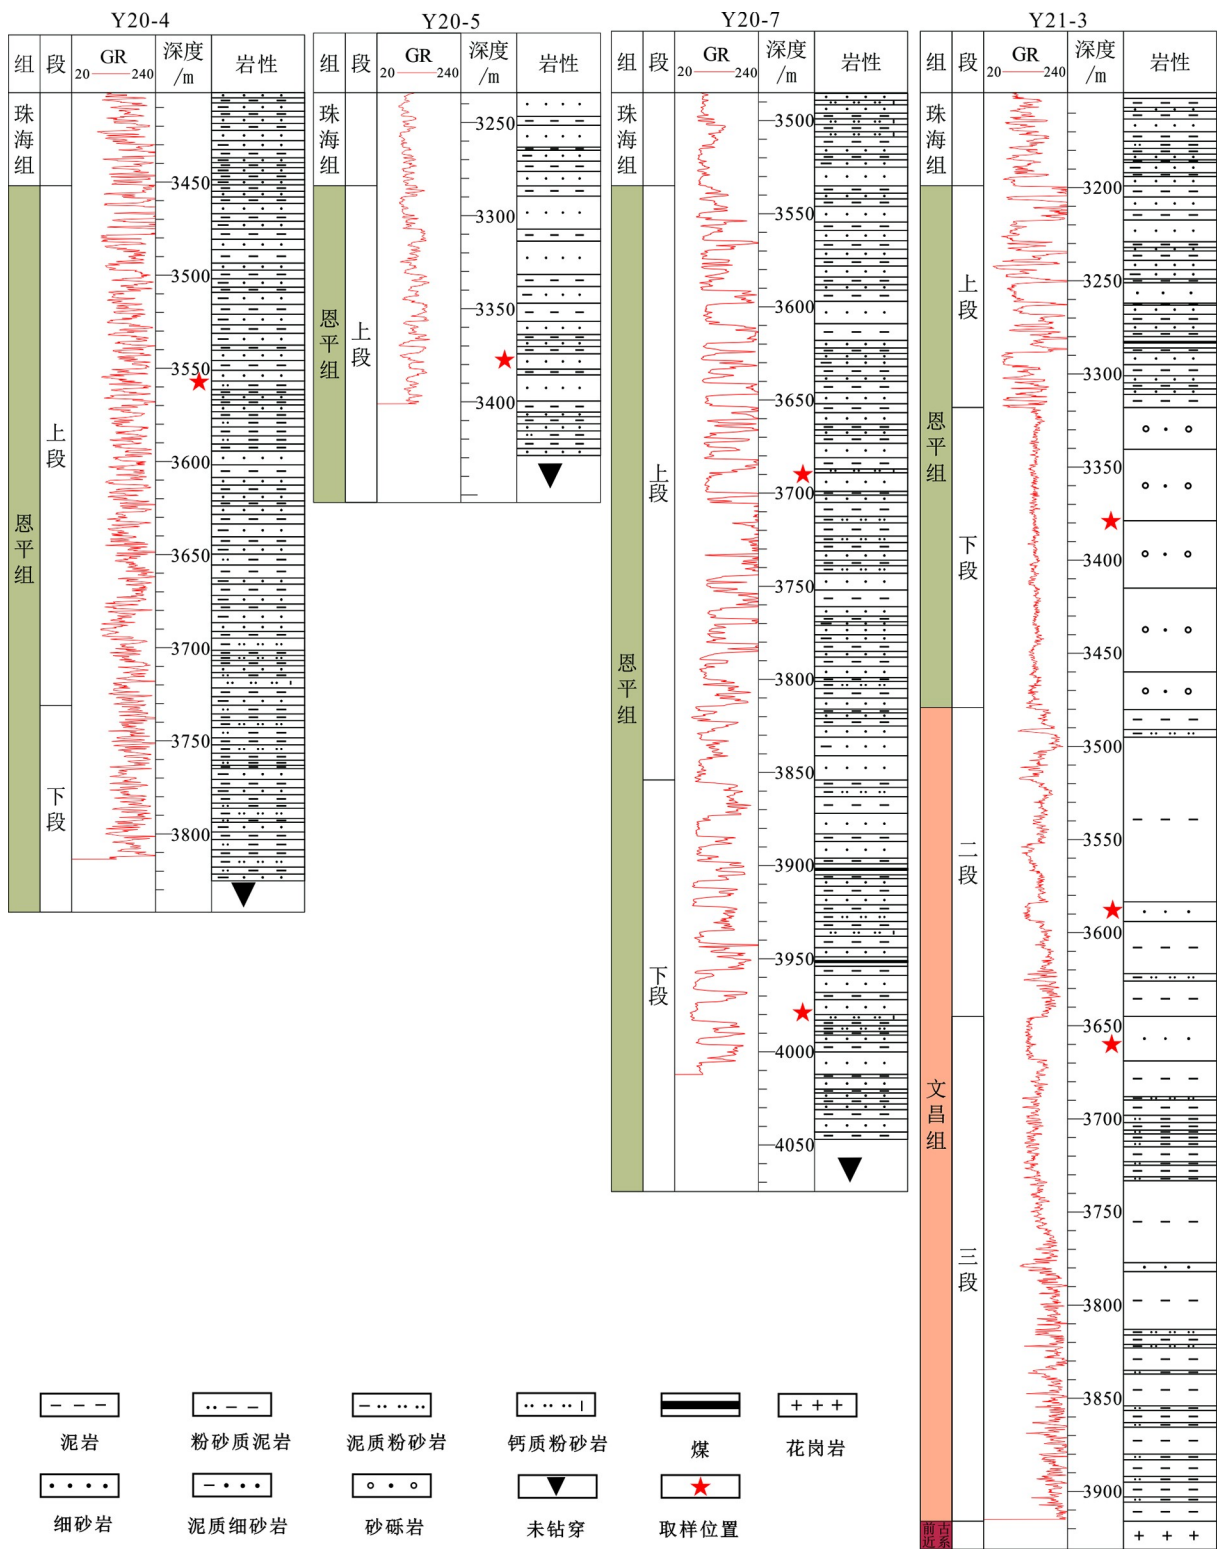 Y20-4
组 段 GR 20 240 深度/m 岩性
珠海组
恩平组
上段
下段
3450
3500
3550
3600
3650
3700
3750
3800
Y20-5
组 段 GR 20 240 深度/m 岩性
珠海组
恩平组
上段
3250
3300
3350
3400
Y20-7
组 段 GR 20 240 深度/m 岩性
珠海组
恩平组
上段
下段
3500
3550
3600
3650
3700
3750
3800
3850
3900
3950
4000
4050
Y21-3
组 段 GR 20 240 深度/m 岩性
珠海组
恩平组
上段
下段
文昌组
二段
三段
前古近系
3200
3250
3300
3350
3400
3450
3500
3550
3600
3650
3700
3750
3800
3850
3900
泥岩 粉砂质泥岩 泥质粉砂岩 钙质粉砂岩 煤 花岗岩
细砂岩 泥质细砂岩 砂砾岩 未钻穿 取样位置